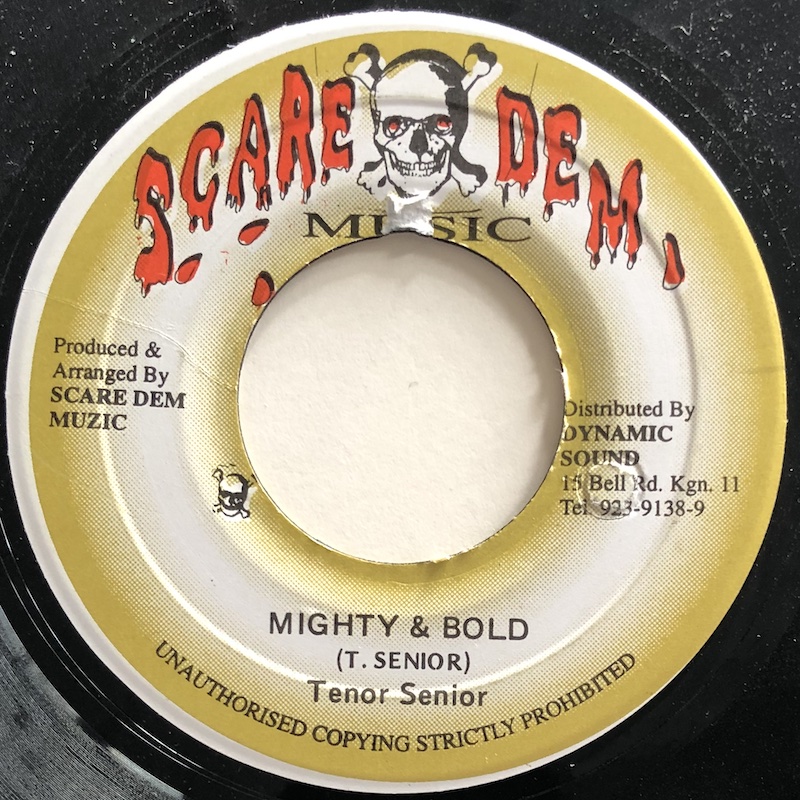 SCARE DEM
MUSIC
Produced &
Arranged By
SCARE DEM
MUZIC
Distributed By
DYNAMIC
SOUND
15 Bell Rd. Kgn. 11
Tel. 923-9138-9
MIGHTY & BOLD
(T. SENIOR)
Tenor Senior
UNAUTHORISED COPYING STRICTLY PROHIBITED